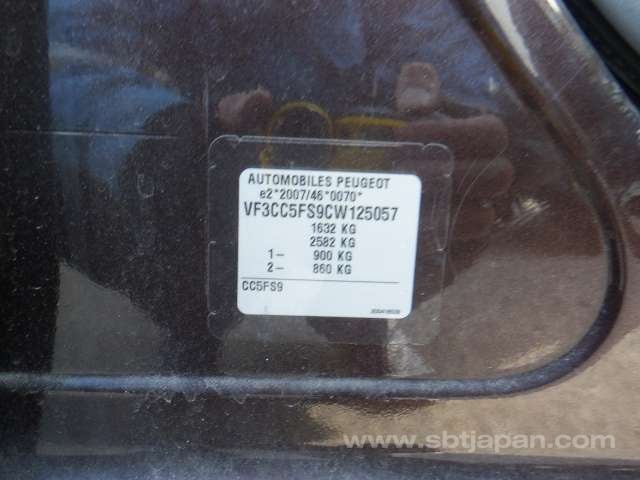 AUTOMOBILES PEUGEOT
e2*2007/46*0070*
VF3CC5FS9CW125057
1632 KG
2582 KG
1- 900 KG
2- 860 KG
CC5FS9
www.sbtjapan.com